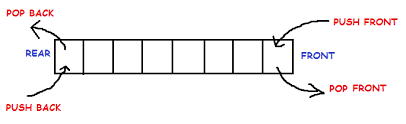 POP BACK
PUSH FRONT
REAR
FRONT
POP FRONT
PUSH BACK